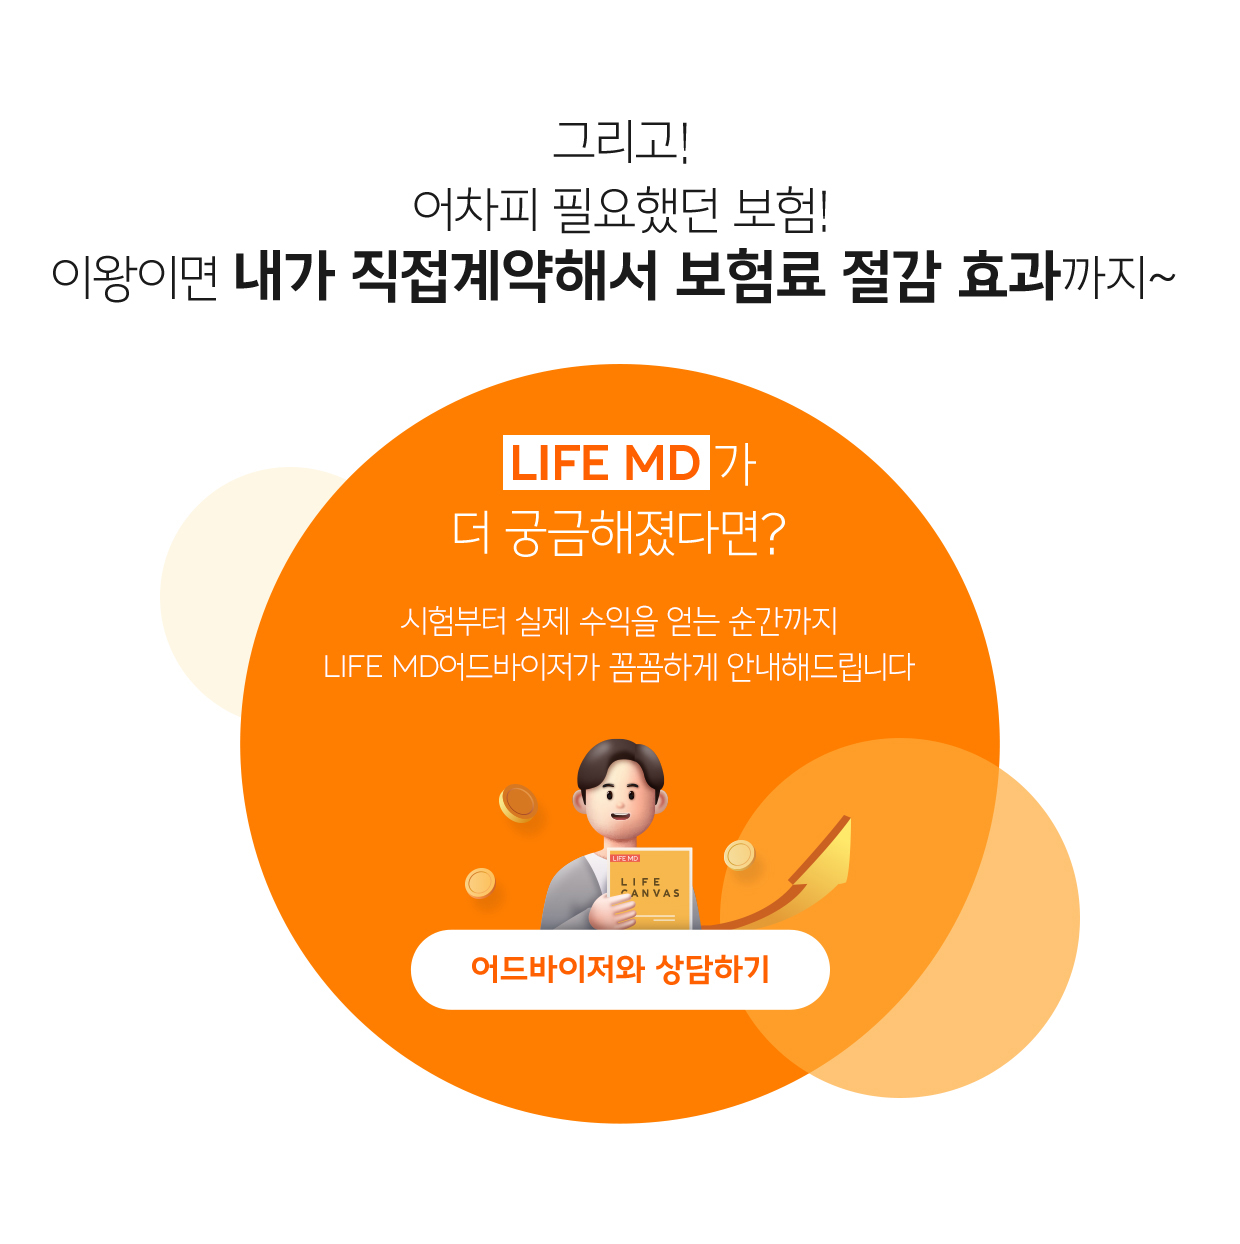 그리고!
어차피 필요했던 보험!
이왕이면 내가 직접계약해서 보험료 절감 효과까지~
LIFE MD가
더 궁금해졌다면?
시험부터 실제 수익을 얻는 순간까지
LIFE MD어드바이저가 꼼꼼하게 안내해드립니다
LIFE MD
LIFE
CANVAS
어드바이저와 상담하기